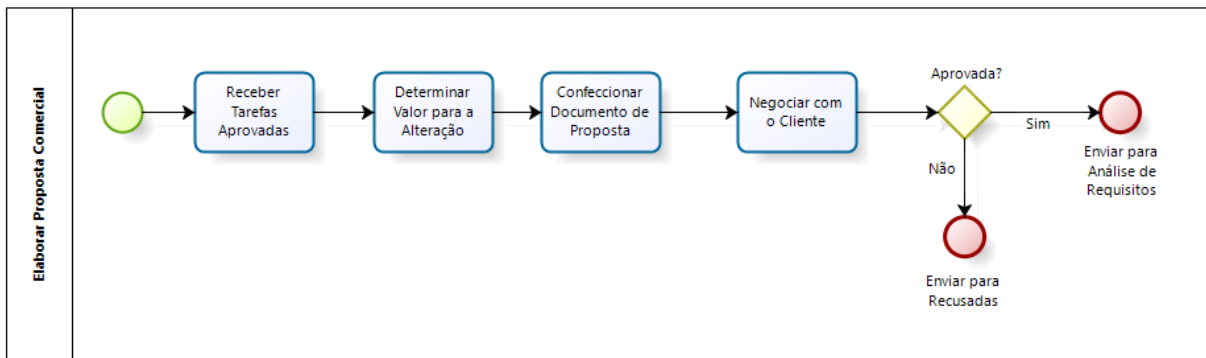 Elaborar Proposta Comercial
Receber
Tarefas
Aprovadas
Determinar
Valor para a
Alteração
Confeccionar
Documento de
Proposta
Negociar com
o Cliente
Aprovada?
Sim
Enviar para
Análise de
Requisitos
Não
Enviar para
Recusadas